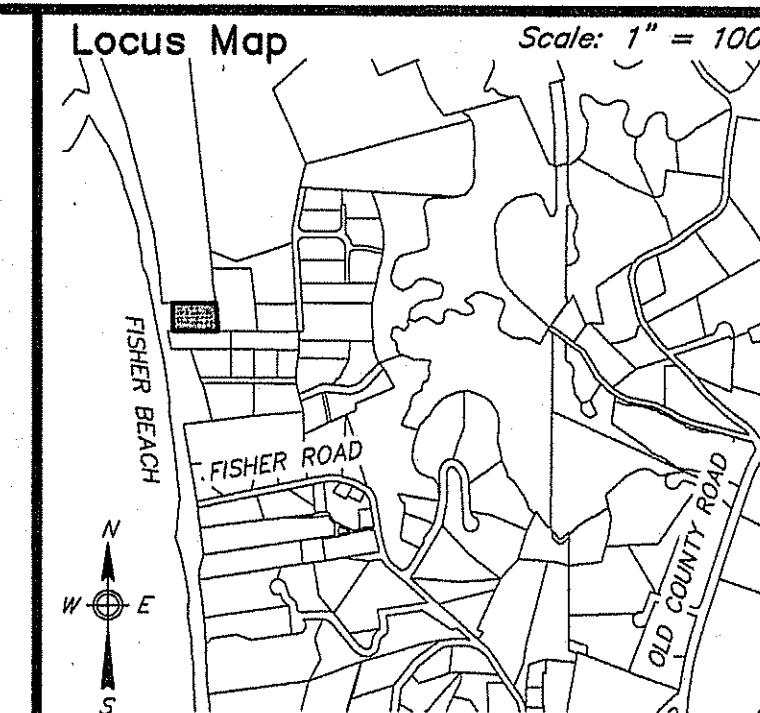 Locus Map
Scale: 1" = 100
FISHER BEACH
FISHER ROAD
OLD COUNTY ROAD
N
W E
S